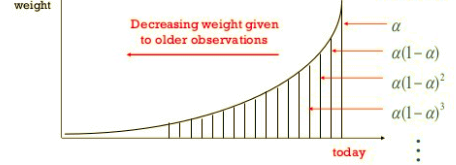 weight
Decreasing weight given
to older observations
α
α(1−α)
α(1−α)²
α(1−α)³
⋮
today